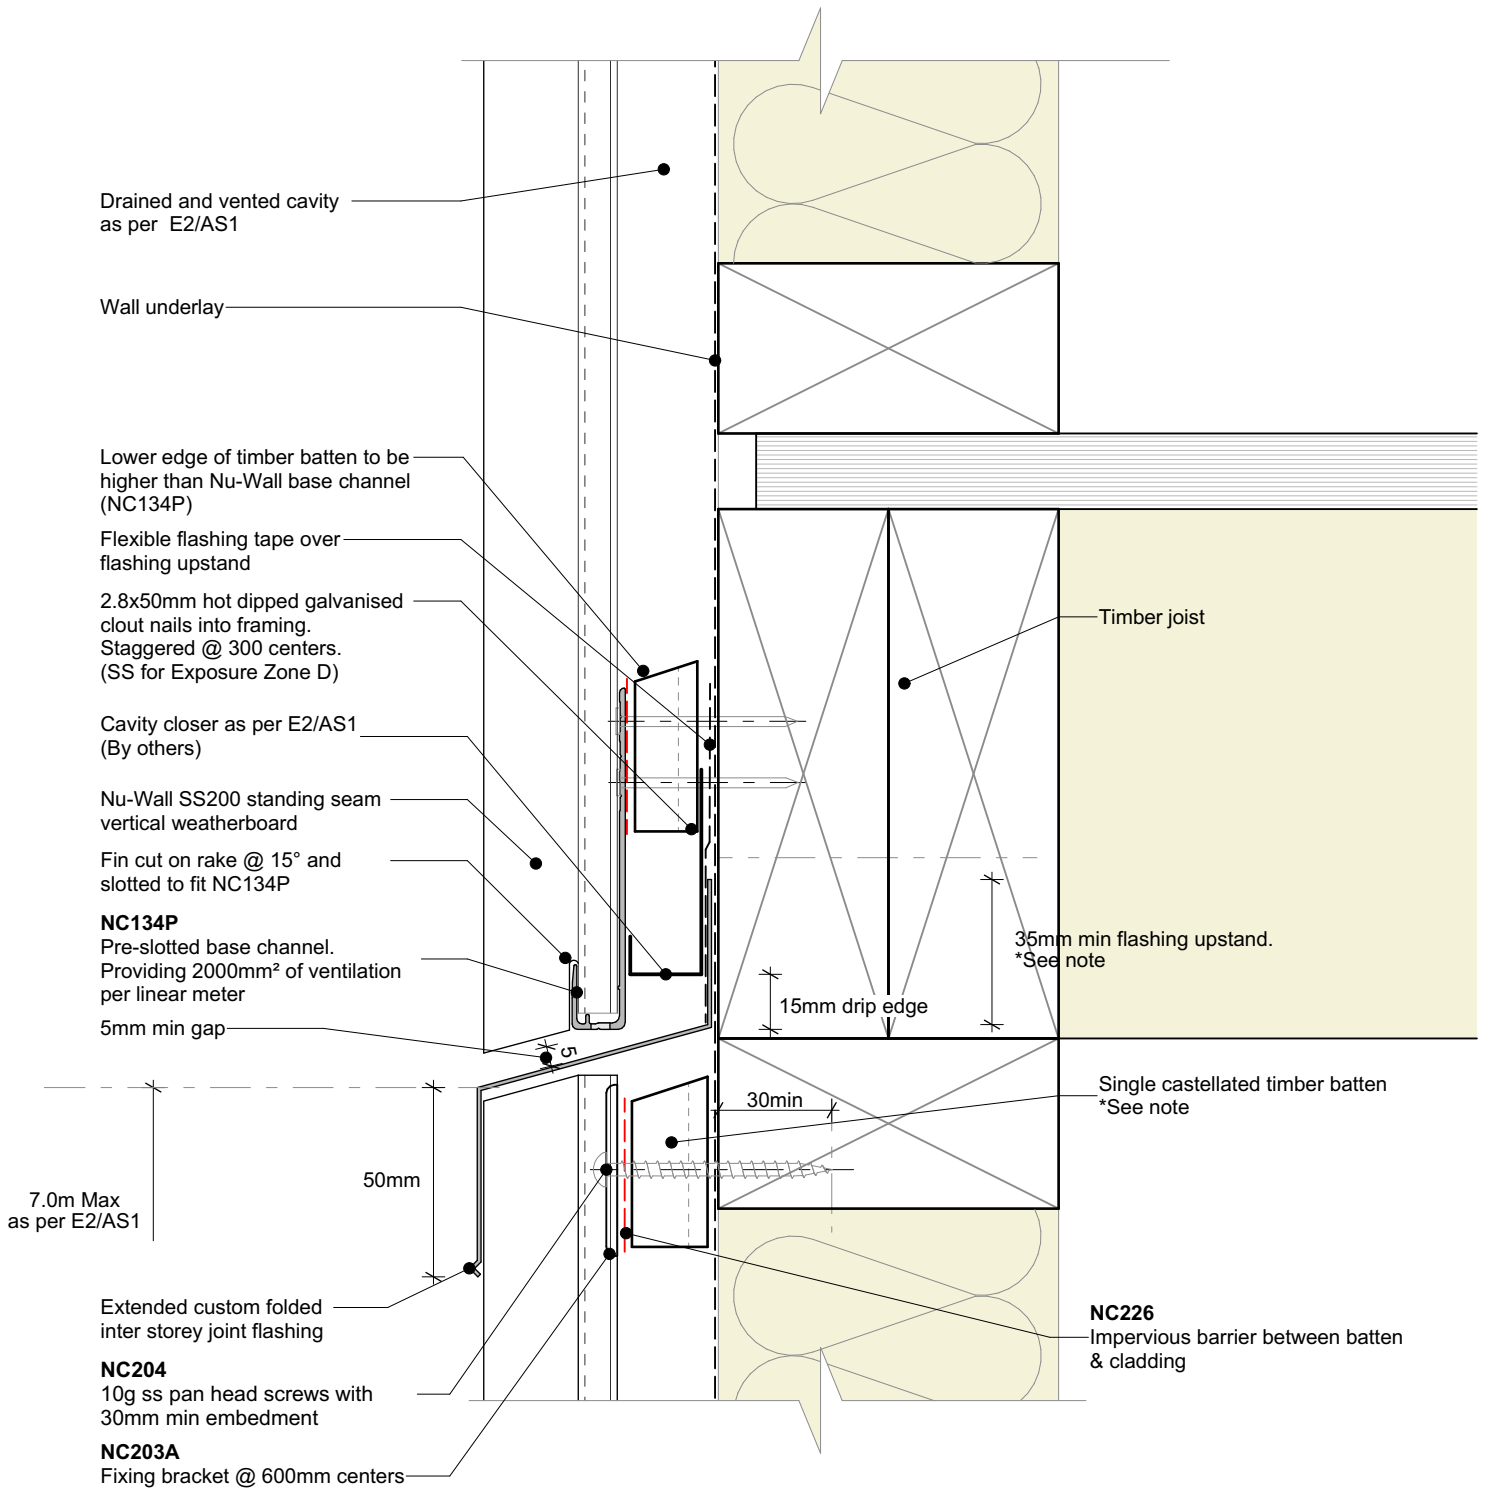 Drained and vented cavity
as per E2/AS1
Wall underlay
Lower edge of timber batten to be
higher than Nu-Wall base channel
(NC134P)
Flexible flashing tape over
flashing upstand
2.8x50mm hot dipped galvanised
clout nails into framing.
Staggered @ 300 centers.
(SS for Exposure Zone D)
Timber joist
Cavity closer as per E2/AS1
(By others)
Nu-Wall SS200 standing seam
vertical weatherboard
Fin cut on rake @ 15° and
slotted to fit NC134P
NC134P
Pre-slotted base channel.
Providing 2000mm² of ventilation
per linear meter
35mm min flashing upstand.
*See note
15mm drip edge
5mm min gap
5
Single castellated timber batten
*See note
30min
50mm
7.0m Max
as per E2/AS1
Extended custom folded
inter storey joint flashing
NC226
Impervious barrier between batten
& cladding
NC204
10g ss pan head screws with
30mm min embedment
NC203A
Fixing bracket @ 600mm centers